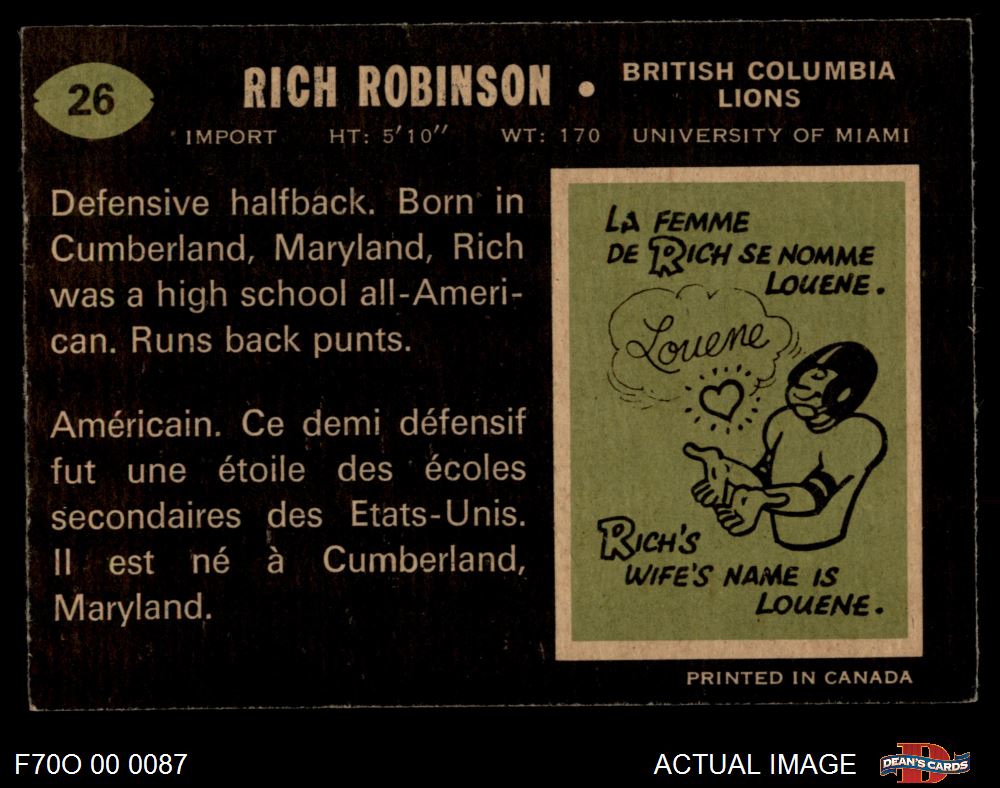 26
RICH ROBINSON •
BRITISH COLUMBIA
LIONS
IMPORT HT: 5'10" WT: 170 UNIVERSITY OF MIAMI
Defensive halfback. Born in
Cumberland, Maryland, Rich
was a high school all-Ameri-
can. Runs back punts.
Américain. Ce demi défensif
fut une étoile des écoles
secondaires des Etats-Unis.
Il est né à Cumberland,
Maryland.
LA FEMME
DE RICH SE NOMME
LOUENE.
Louene
RICH'S
WIFE'S NAME IS
LOUENE.
PRINTED IN CANADA
F70O 00 0087
ACTUAL IMAGE
D
DEAN'S CARDS